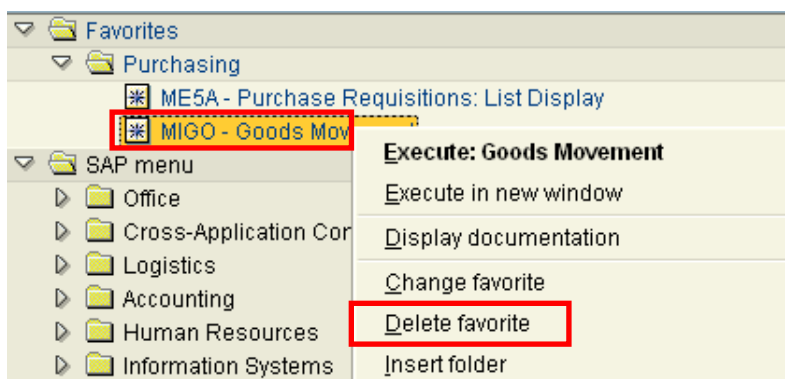 Favorites
Purchasing
ME5A - Purchase Requisitions: List Display
MIGO - Goods Mov
SAP menu
Office
Cross-Application Cor
Logistics
Accounting
Human Resources
Information Systems
Execute: Goods Movement
Execute in new window
Display documentation
Change favorite
Delete favorite
Insert folder